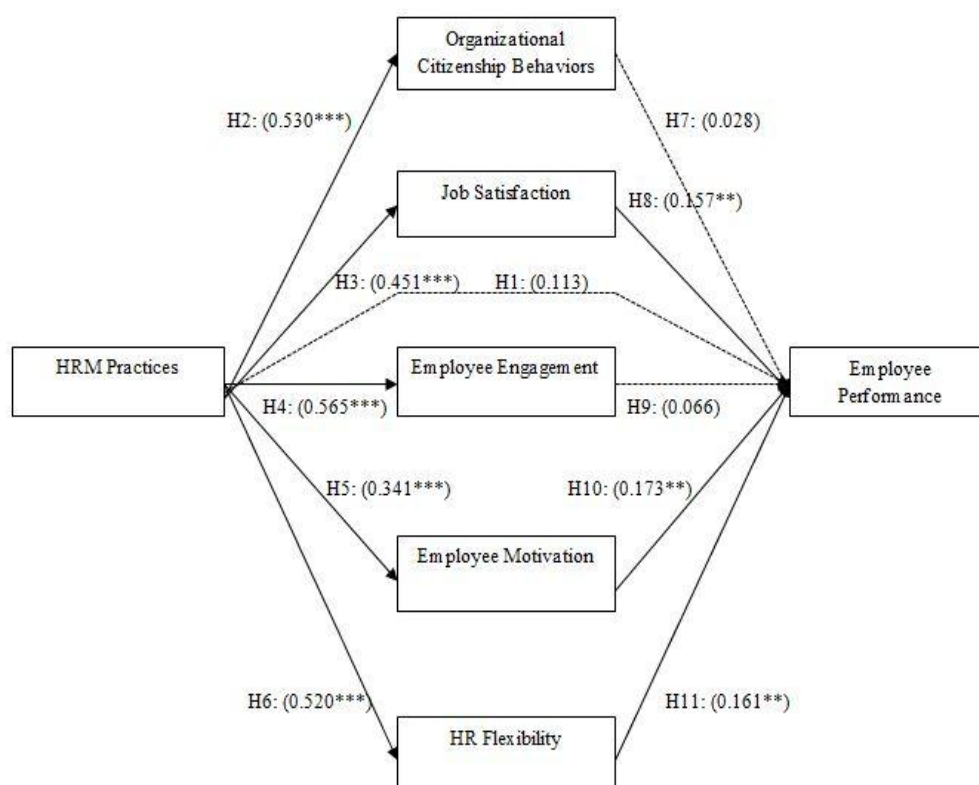 Organizational
Citizenship Behaviors
H2: (0.530***)
H7: (0.028)
Job Satisfaction
H8: (0.157**)
H3: (0.451***)
H1: (0.113)
HRM Practices
Employee Engagement
Employee
Performance
H4: (0.565***)
H9: (0.066)
H5: (0.341***)
H10: (0.173**)
Employee Motivation
H6: (0.520***)
H11: (0.161**)
HR Flexibility